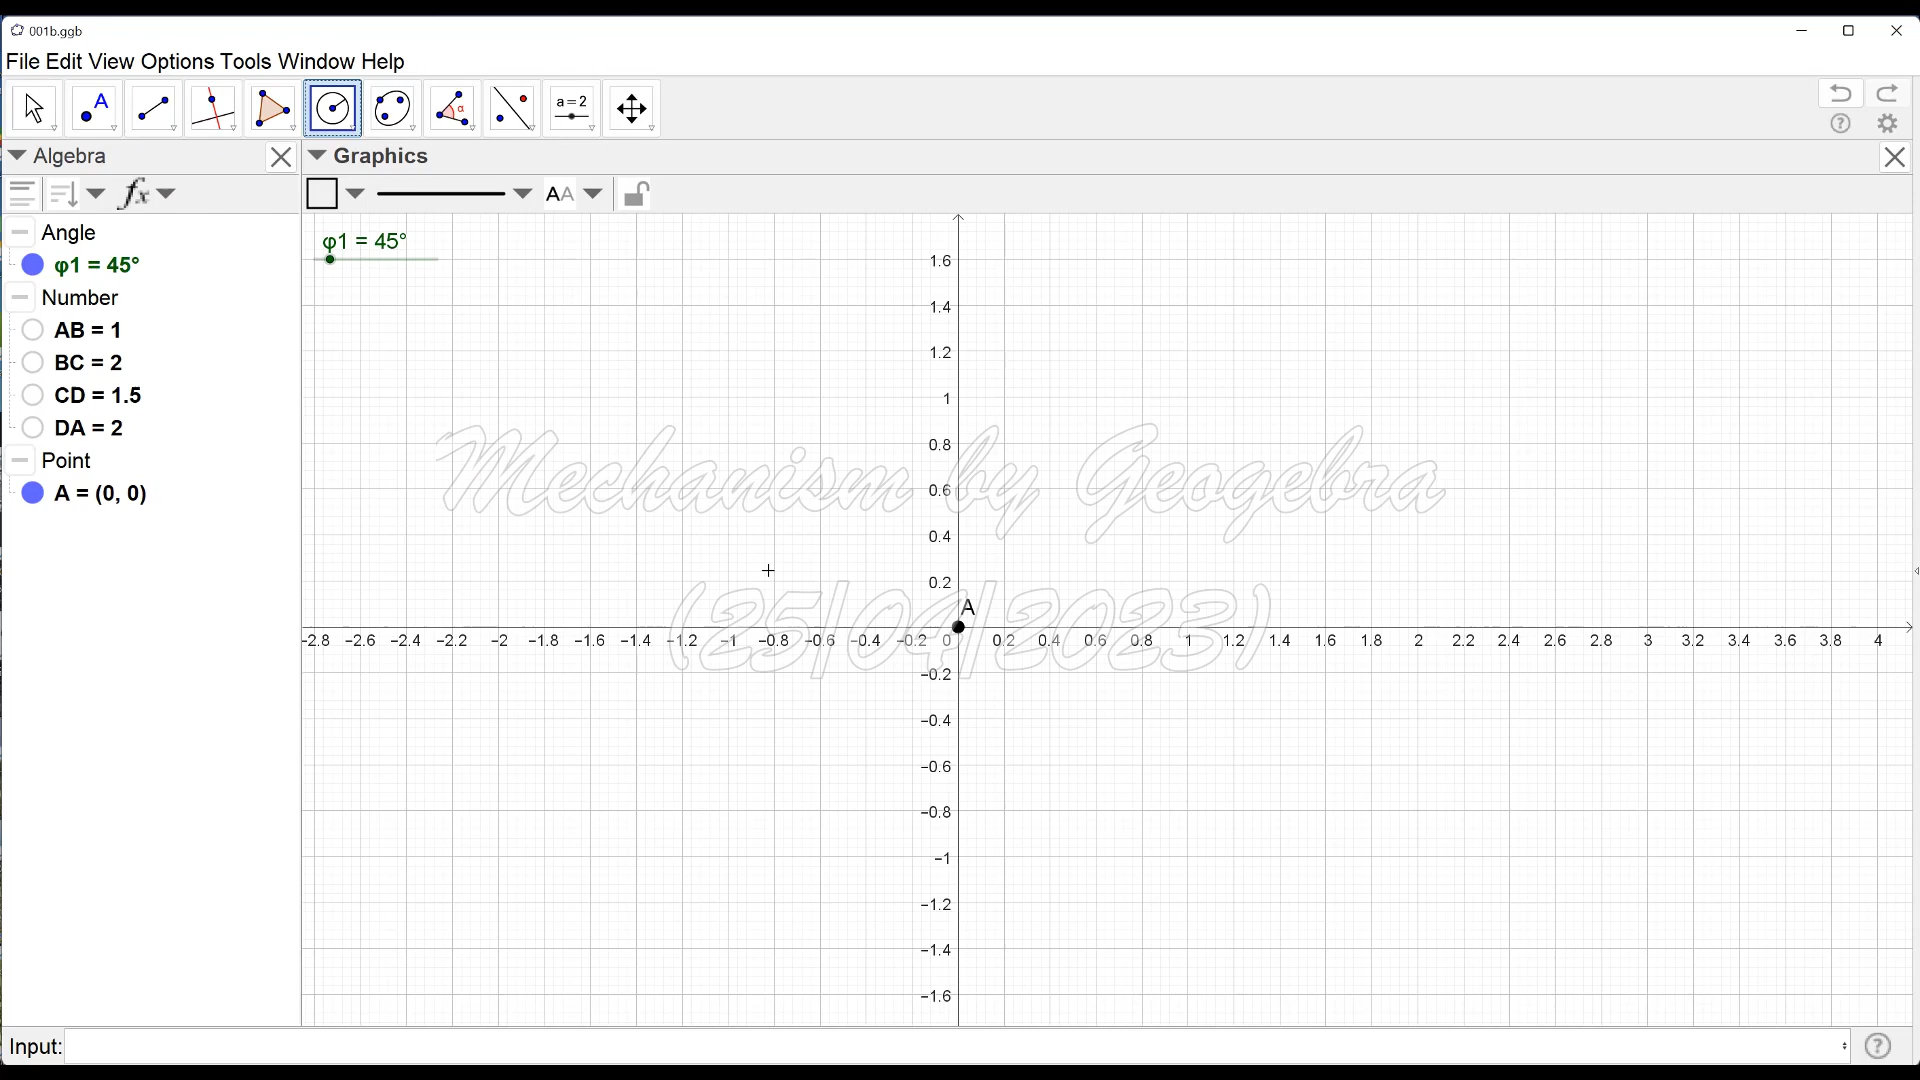 001b.ggb
File Edit View Options Tools Window Help
A
α
a=2
?
Algebra
Graphics
fx
AA
Angle
φ1 = 45°
Number
AB = 1
BC = 2
CD = 1.5
DA = 2
Point
A = (0, 0)
φ1 = 45°
1.6
1.4
1.2
1
0.8
0.6
0.4
0.2
Mechanism by Geogebra
(25/04/2023)
A
-2.8 -2.6 -2.4 -2.2 -2 -1.8 -1.6 -1.4 -1.2 -1 -0.8 -0.6 -0.4 -0.2 0 0.2 0.4 0.6 0.8 1 1.2 1.4 1.6 1.8 2 2.2 2.4 2.6 2.8 3 3.2 3.4 3.6 3.8 4
-0.2
-0.4
-0.6
-0.8
-1
-1.2
-1.4
-1.6
Input:
?